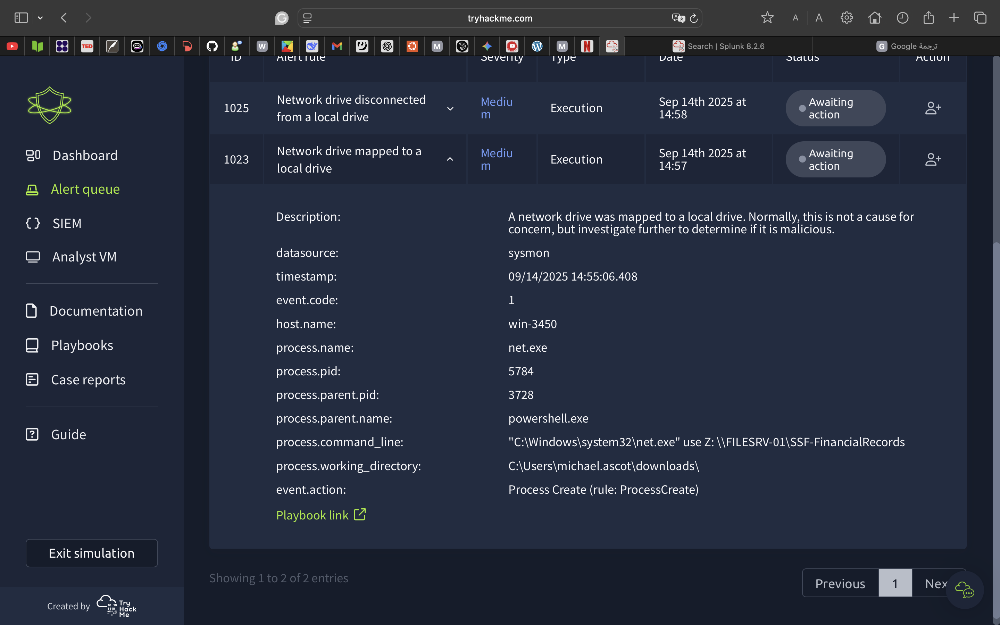 tryhackme.com
A
A
TED
W
M
M
Search | Splunk 8.2.6
G
ترجمة Google
ID
Alert rule
Severity
Type
Date
Status
Action
1025
Network drive disconnected
from a local drive
Mediu
m
Execution
Sep 14th 2025 at
14:58
Awaiting
action
1023
Network drive mapped to a
local drive
Mediu
m
Execution
Sep 14th 2025 at
14:57
Awaiting
action
Description:
A network drive was mapped to a local drive. Normally, this is not a cause for
concern, but investigate further to determine if it is malicious.
datasource:
sysmon
timestamp:
09/14/2025 14:55:06.408
event.code:
1
host.name:
win-3450
process.name:
net.exe
process.pid:
5784
process.parent.pid:
3728
process.parent.name:
powershell.exe
process.command_line:
"C:\Windows\system32\net.exe" use Z: \\FILESRV-01\SSF-FinancialRecords
process.working_directory:
C:\Users\michael.ascot\downloads\
event.action:
Process Create (rule: ProcessCreate)
Playbook link
Showing 1 to 2 of 2 entries
Previous
1
Nex
Dashboard
Alert queue
SIEM
Analyst VM
Documentation
Playbooks
Case reports
Guide
Exit simulation
Created by
Try
Hack
Me